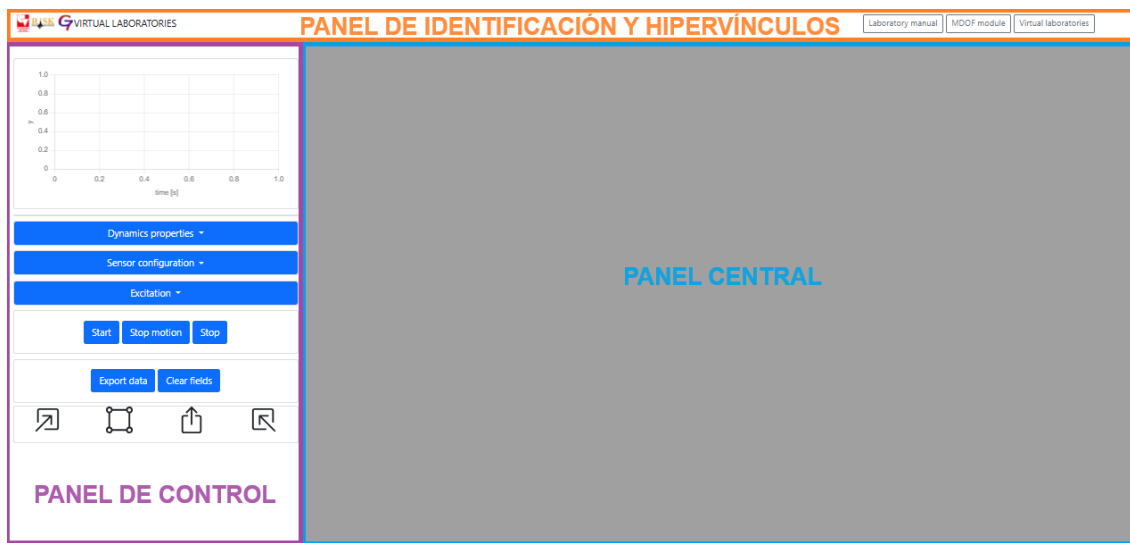 RISK G VIRTUAL LABORATORIES
PANEL DE IDENTIFICACIÓN Y HIPERVÍNCULOS
Laboratory manual
MDOF module
Virtual laboratories
1.0
0.8
0.6
0.4
0.2
0
y
0 0.2 0.4 0.6 0.8 1.0
time [s]
Dynamics properties
Sensor configuration
Excitation
Start Stop motion Stop
Export data Clear fields
PANEL DE CONTROL
PANEL CENTRAL